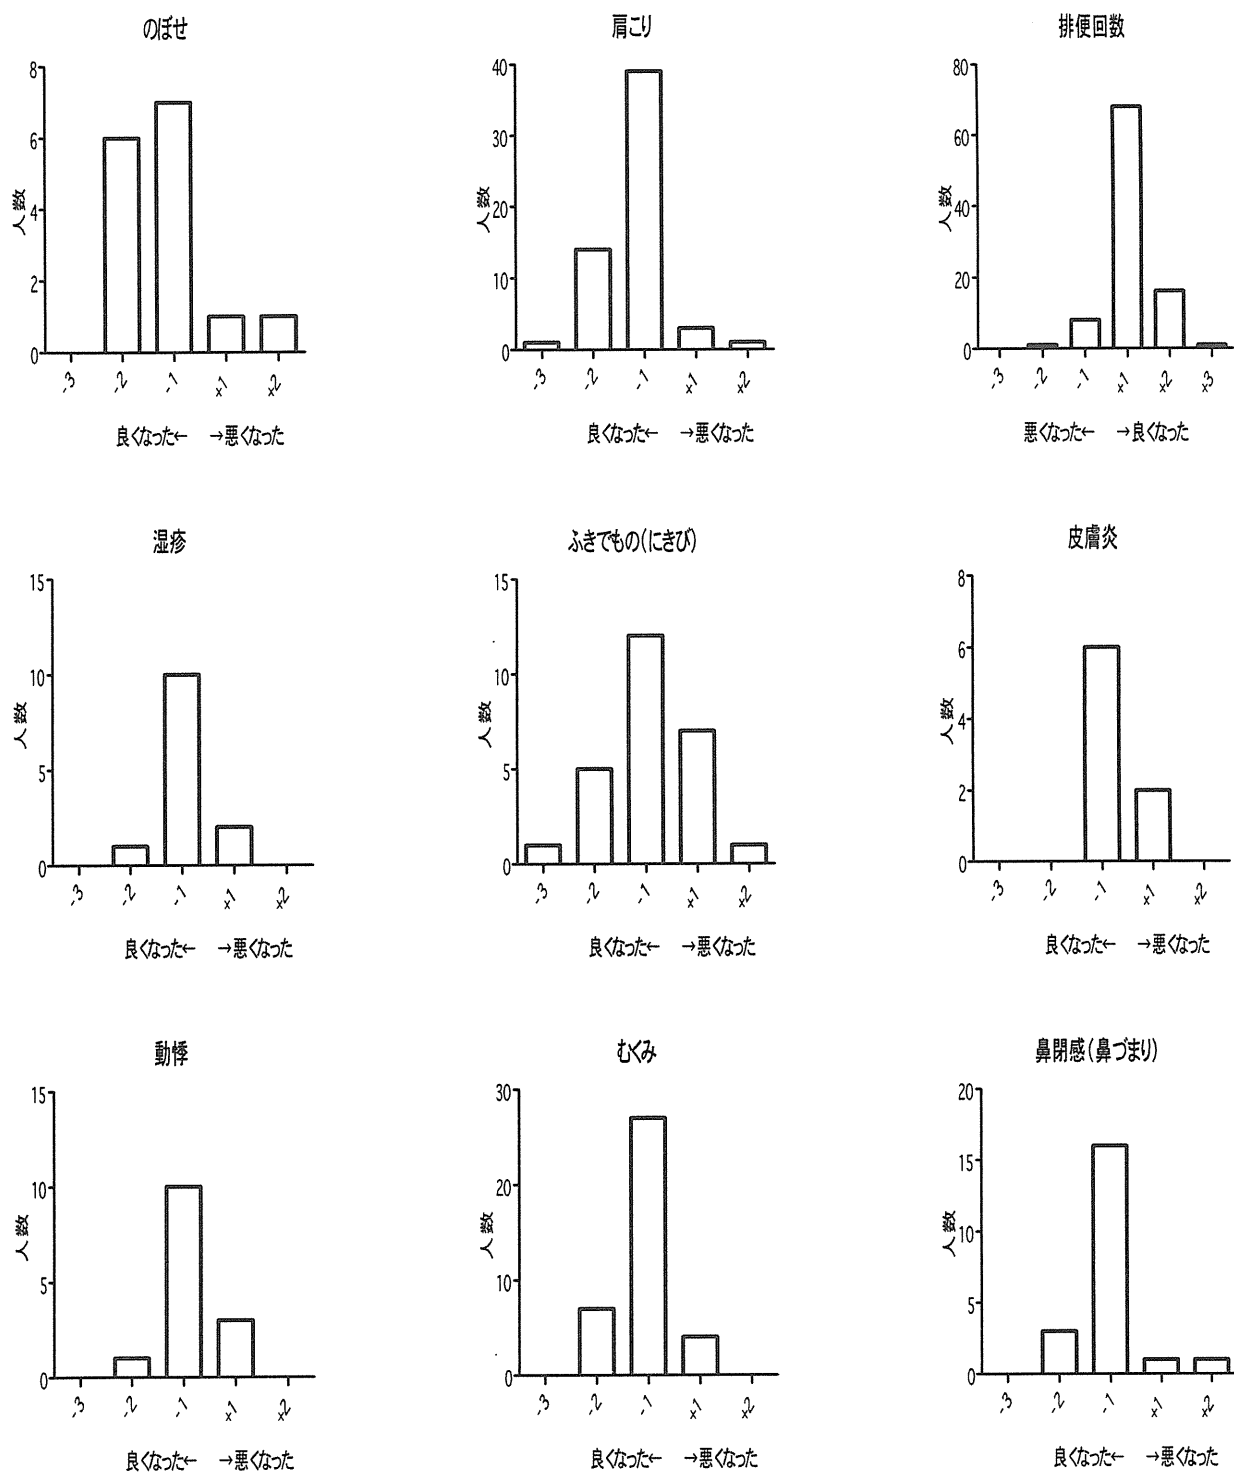 のぼせ
8
6
4
2
0
人数
-3 -2 -1 +1 +2
良くなった← →悪くなった
肩こり
40
30
20
10
0
人数
-3 -2 -1 +1 +2
良くなった← →悪くなった
排便回数
80
60
40
20
0
人数
-3 -2 -1 +1 +2 +3
悪くなった← →良くなった
湿疹
15
10
5
0
人数
-3 -2 -1 +1 +2
良くなった← →悪くなった
ふきでもの(にきび)
15
10
5
0
人数
-3 -2 -1 +1 +2
良くなった← →悪くなった
皮膚炎
8
6
4
2
0
人数
-3 -2 -1 +1 +2
良くなった← →悪くなった
動悸
15
10
5
0
人数
-3 -2 -1 +1 +2
良くなった← →悪くなった
むくみ
30
20
10
0
人数
-3 -2 -1 +1 +2
良くなった← →悪くなった
鼻閉感(鼻づまり)
20
15
10
5
0
人数
-3 -2 -1 +1 +2
良くなった← →悪くなった